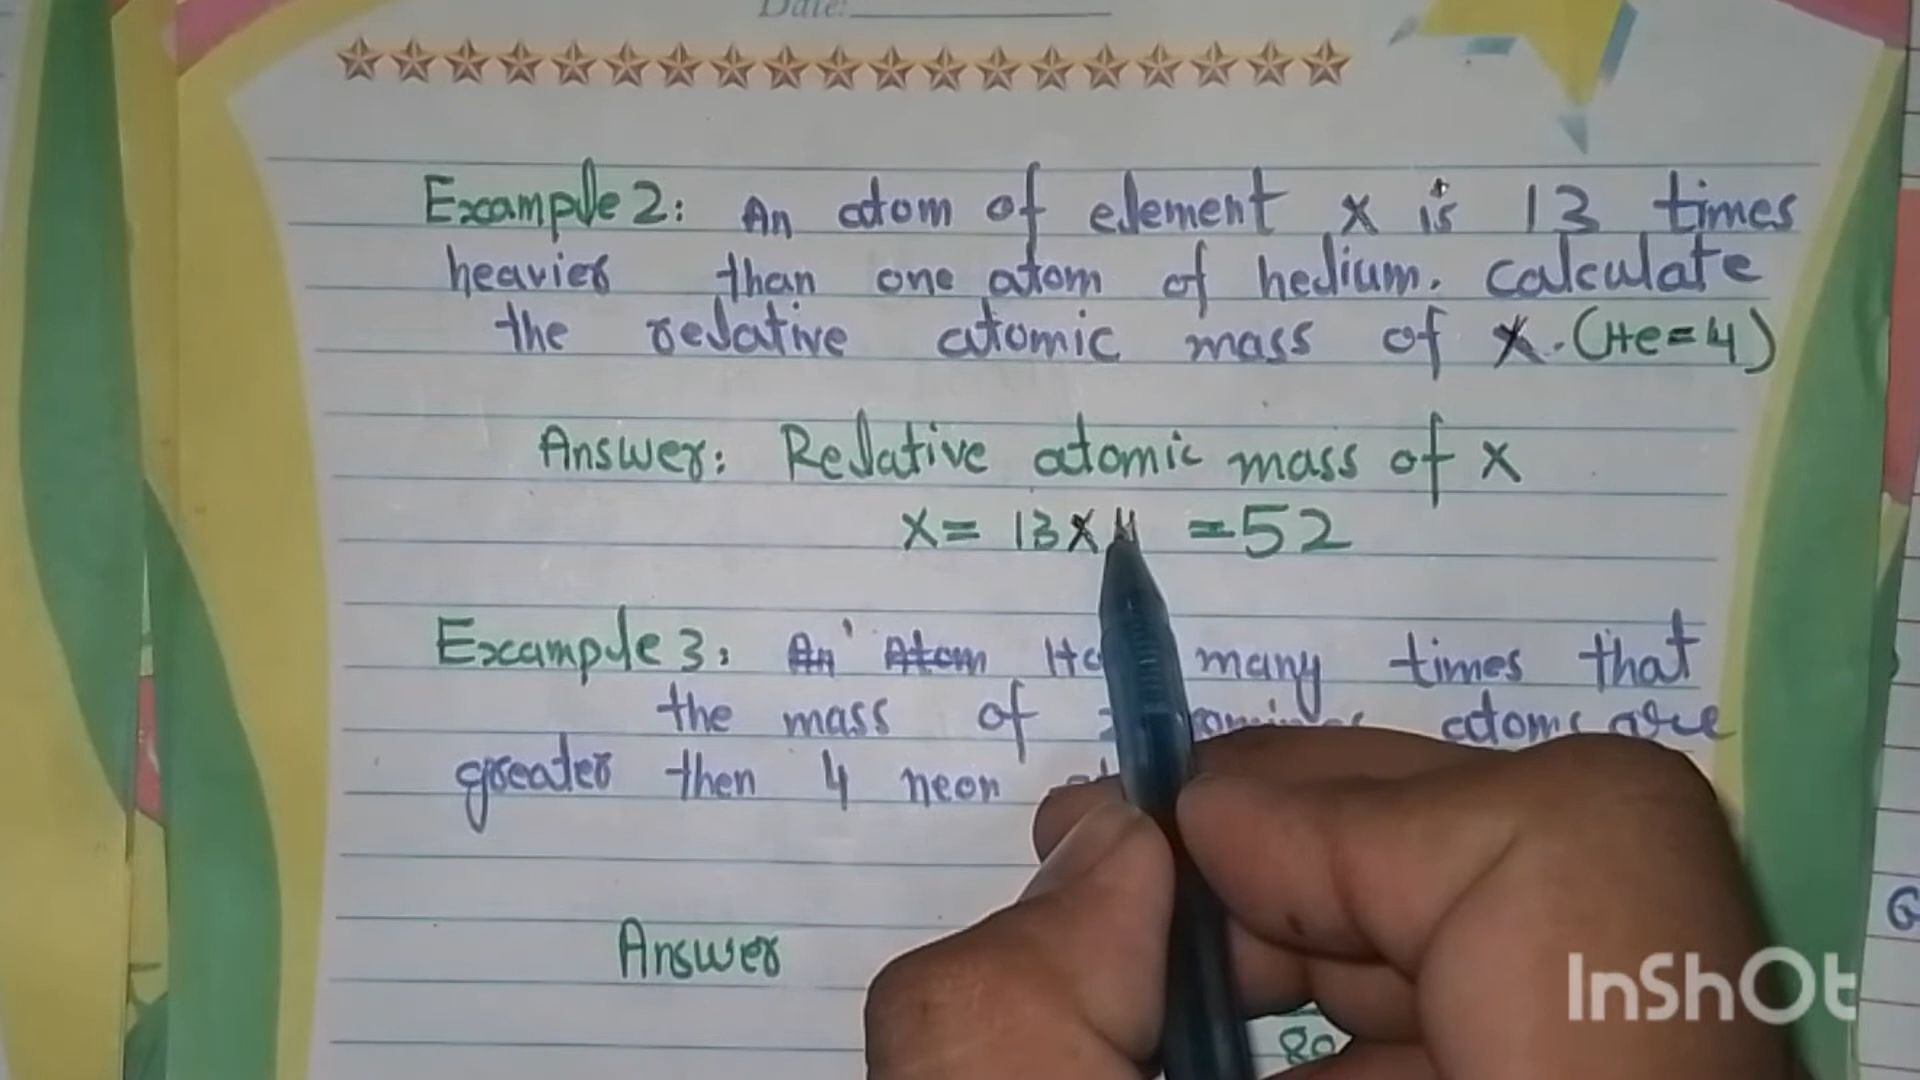 Date:
Example 2: An atom of element x is 13 times
heavier than one atom of helium. Calculate
the relative atomic mass of x. (He=4)
Answer: Relative atomic mass of x
x = 13x4 =52
Example 3: An Atom many times that
the mass of atoms are
greater then 4 neon
Answer
80
InShOt